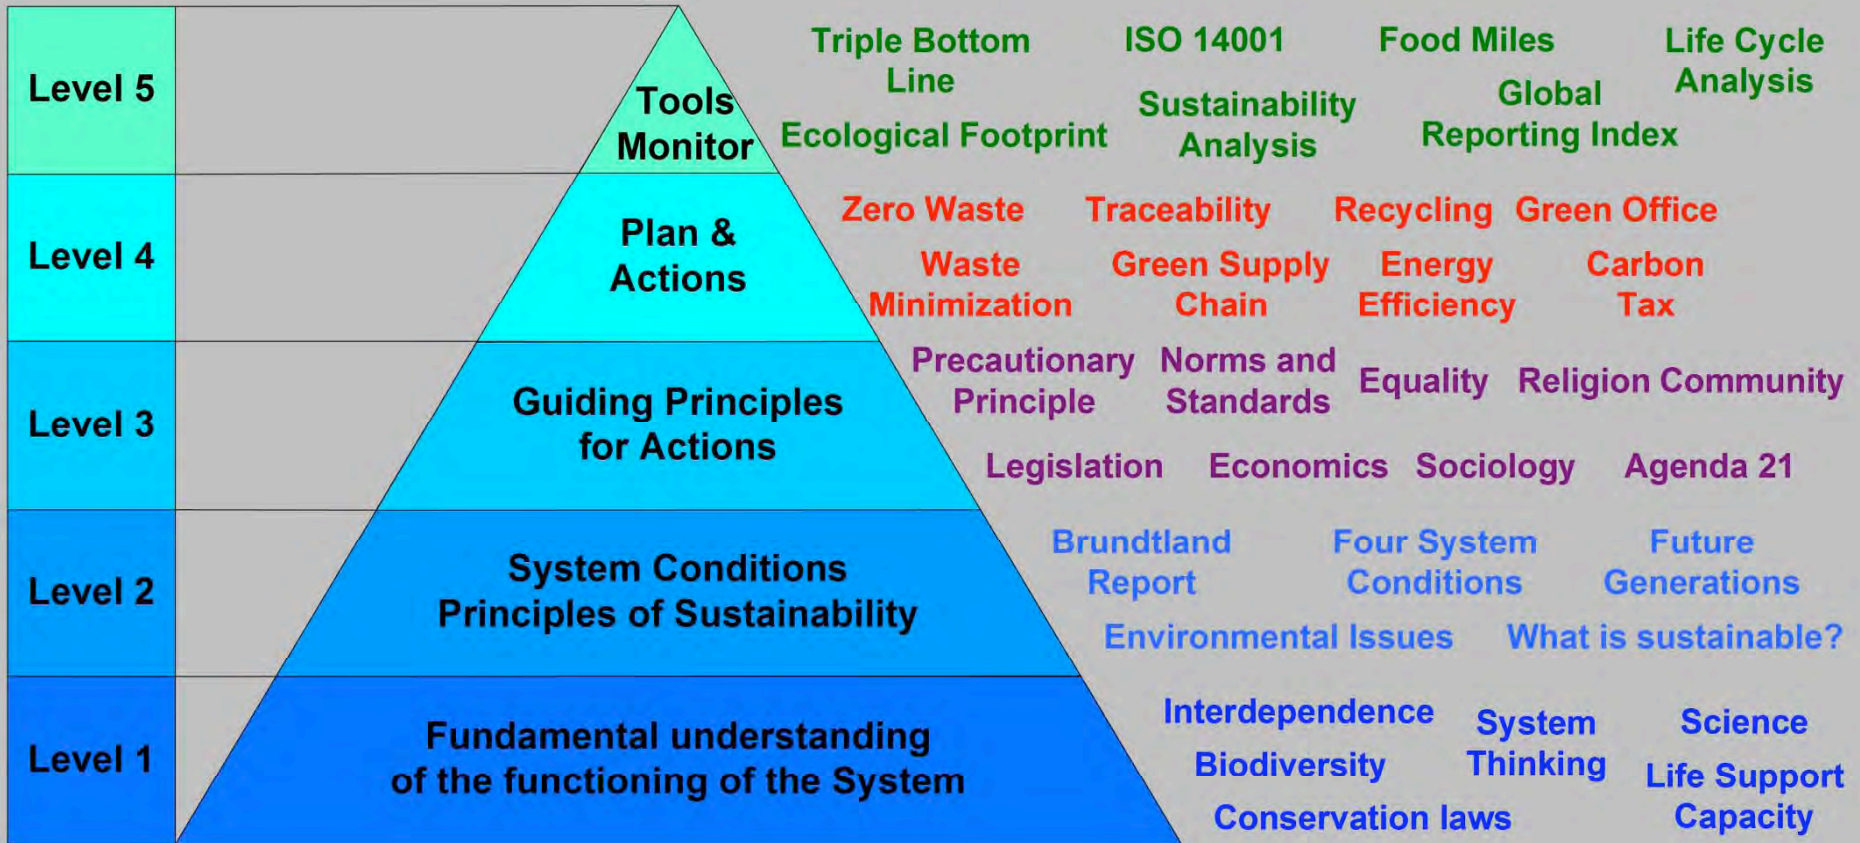 Level 5
Tools
Monitor
Triple Bottom
Line
ISO 14001
Food Miles
Life Cycle
Analysis
Ecological Footprint
Sustainability
Analysis
Global
Reporting Index
Level 4
Plan &
Actions
Zero Waste
Traceability
Recycling
Green Office
Waste
Minimization
Green Supply
Chain
Energy
Efficiency
Carbon
Tax
Level 3
Guiding Principles
for Actions
Precautionary
Principle
Norms and
Standards
Equality
Religion Community
Legislation
Economics
Sociology
Agenda 21
Level 2
System Conditions
Principles of Sustainability
Brundtland
Report
Four System
Conditions
Future
Generations
Environmental Issues
What is sustainable?
Level 1
Fundamental understanding
of the functioning of the System
Interdependence
System
Thinking
Science
Biodiversity
Life Support
Capacity
Conservation laws